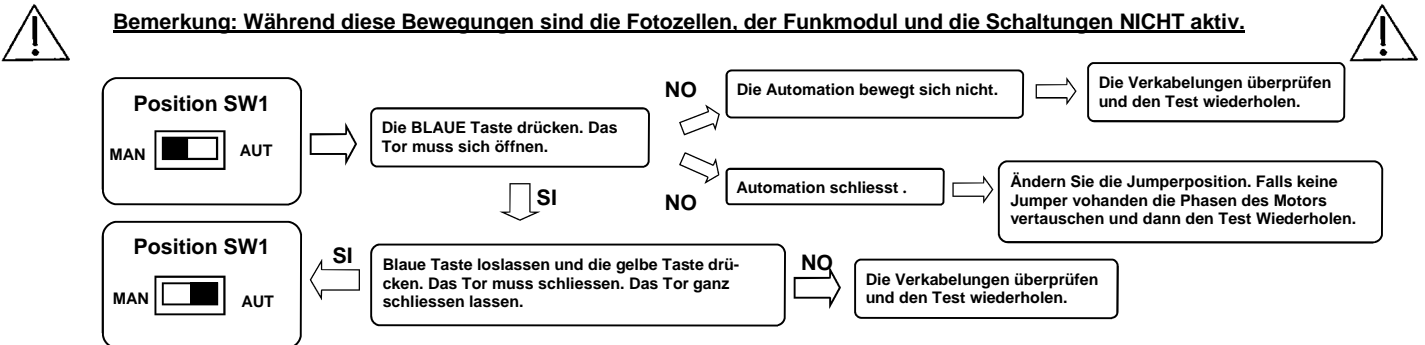 Bemerkung: Während diese Bewegungen sind die Fotozellen, der Funkmodul und die Schaltungen NICHT aktiv.
Position SW1
MAN
AUT
Die BLAUE Taste drücken. Das
Tor muss sich öffnen.
NO
Die Automation bewegt sich nicht.
Die Verkabelungen überprüfen
und den Test wiederholen.
NO
Automation schliesst .
Ändern Sie die Jumperposition. Falls keine
Jumper vohanden die Phasen des Motors
vertauschen und dann den Test Wiederholen.
SI
Position SW1
MAN
AUT
SI
Blaue Taste loslassen und die gelbe Taste drü-
cken. Das Tor muss schliessen. Das Tor ganz
schliessen lassen.
NO
Die Verkabelungen überprüfen
und den Test wiederholen.